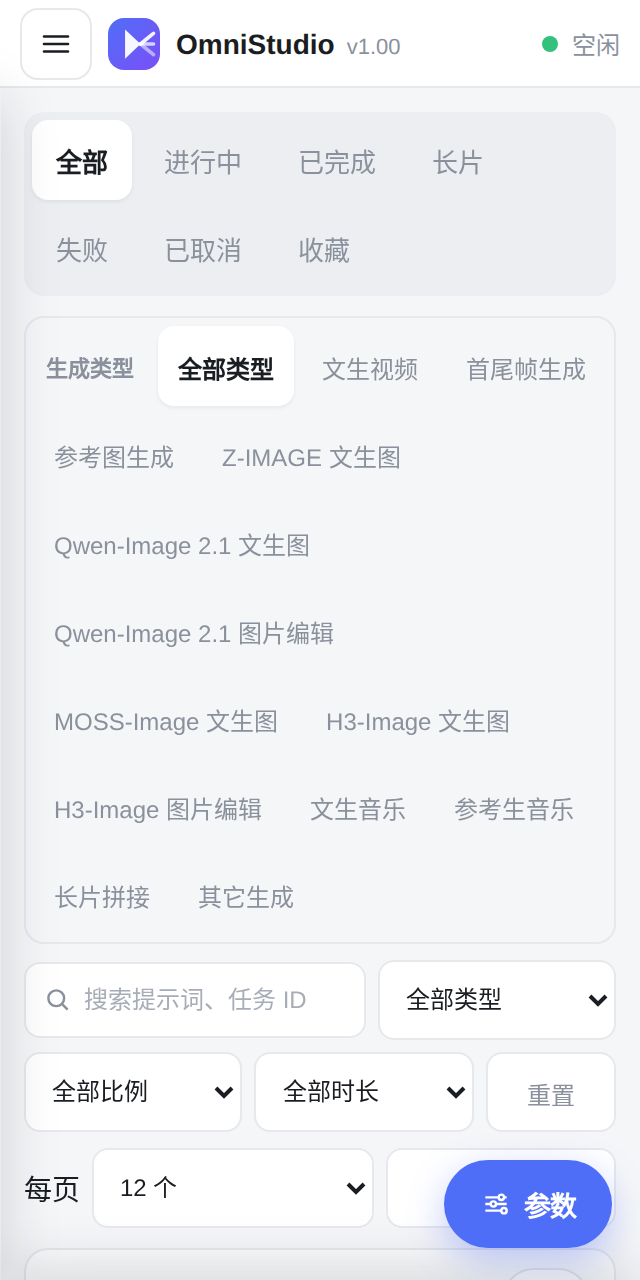 OmniStudio v1.00 空闲
全部 进行中 已完成 长片
失败 已取消 收藏
生成类型 全部类型 文生视频 首尾帧生成
参考图生成 Z-IMAGE 文生图
Qwen-Image 2.1 文生图
Qwen-Image 2.1 图片编辑
MOSS-Image 文生图 H3-Image 文生图
H3-Image 图片编辑 文生音乐 参考生音乐
长片拼接 其它生成
搜索提示词、任务 ID 全部类型
全部比例 全部时长 重置
每页 12 个 参数